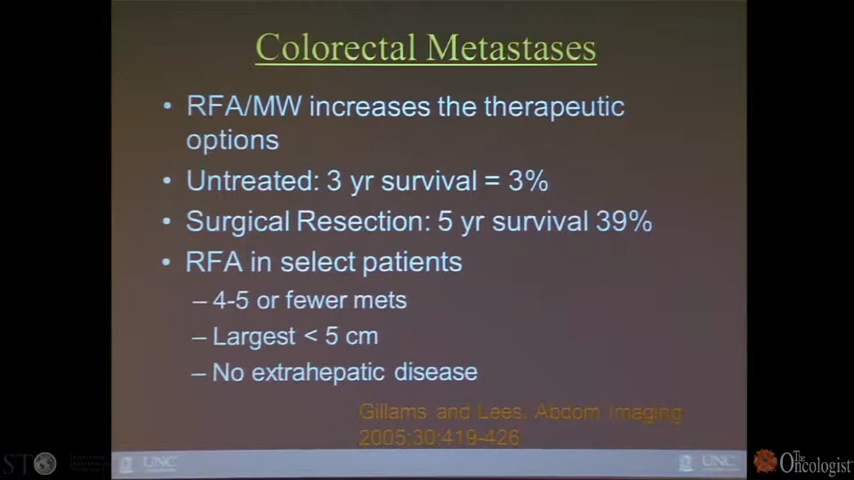 Colorectal Metastases
• RFA/MW increases the therapeutic
options
• Untreated: 3 yr survival = 3%
• Surgical Resection: 5 yr survival 39%
• RFA in select patients
– 4-5 or fewer mets
– Largest < 5 cm
– No extrahepatic disease
Gillams and Lees. Abdom Imaging
2005;30:419-426
UNC
UNC
The
Oncologist